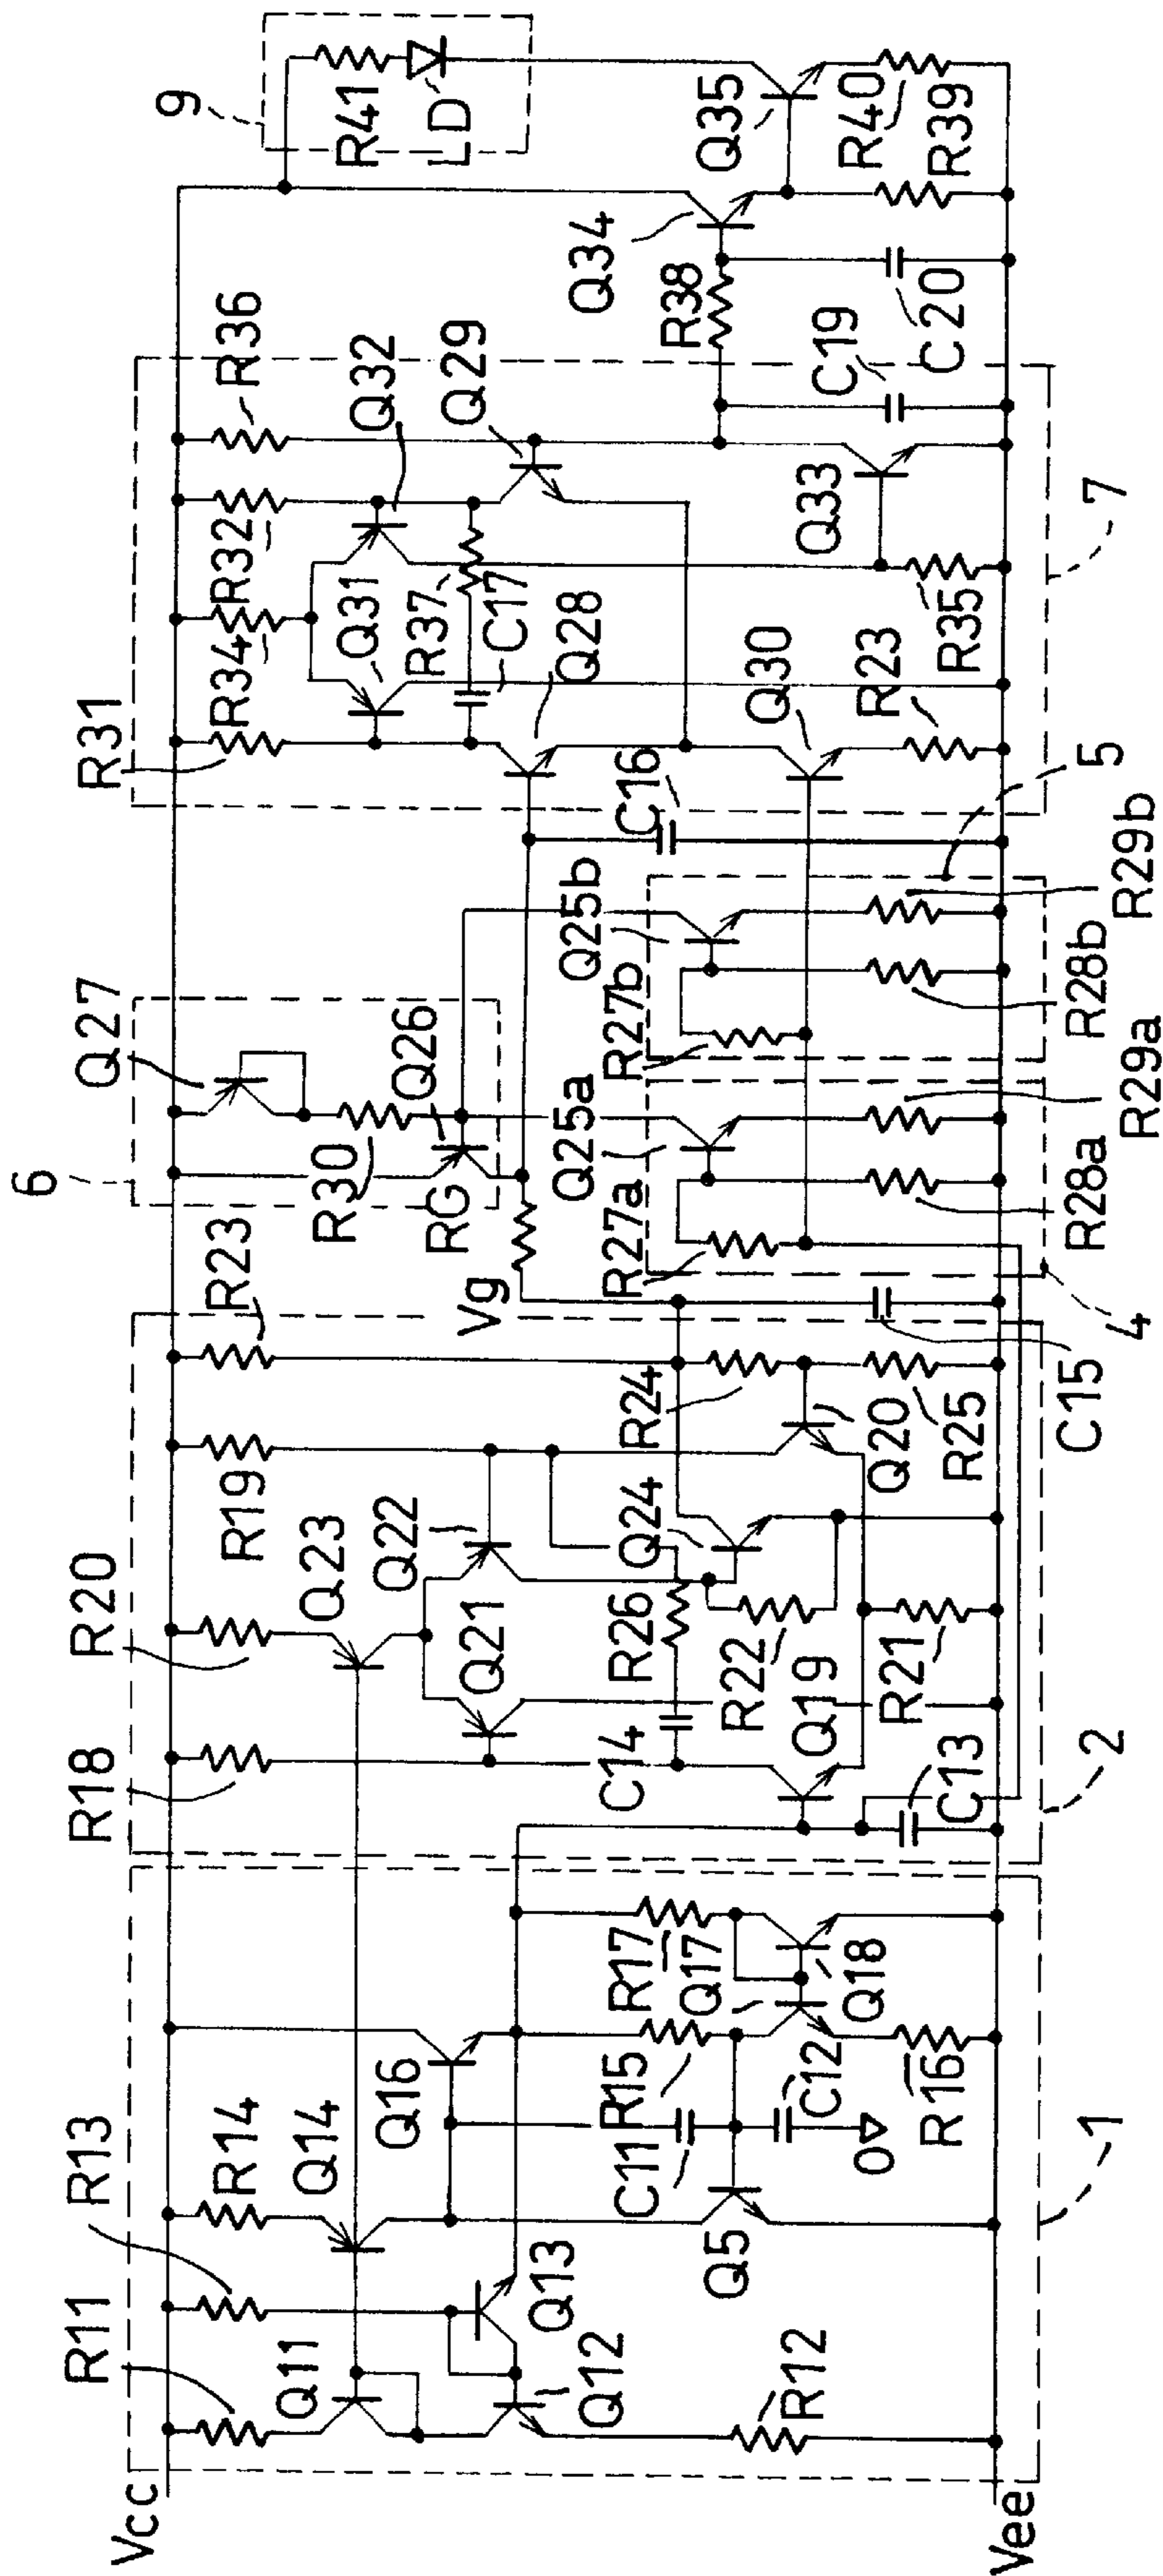 Vcc
Vee
R11
R13
R14
Q11
Q14
Q16
Q13
Q12
R12
Q5
C11
R15
C12
0
R16
R17
Q17
Q18
1
R18
R20
R19
R23
Q23
Q22
Q21
C14
R26
R22
Q24
R24
Q19
R21
Q20
R25
C13
C15
2
Vg
6
Q27
R30
RG
Q26
Q25a
Q25b
R27a
R27b
R28a
R29a
R28b
R29b
4
5
C16
R31
R34
R32
R36
Q31
Q32
R37
C17
Q28
Q29
Q30
R23
Q33
R35
7
C19
C20
R38
Q34
Q35
R40
R39
9
R41
LD